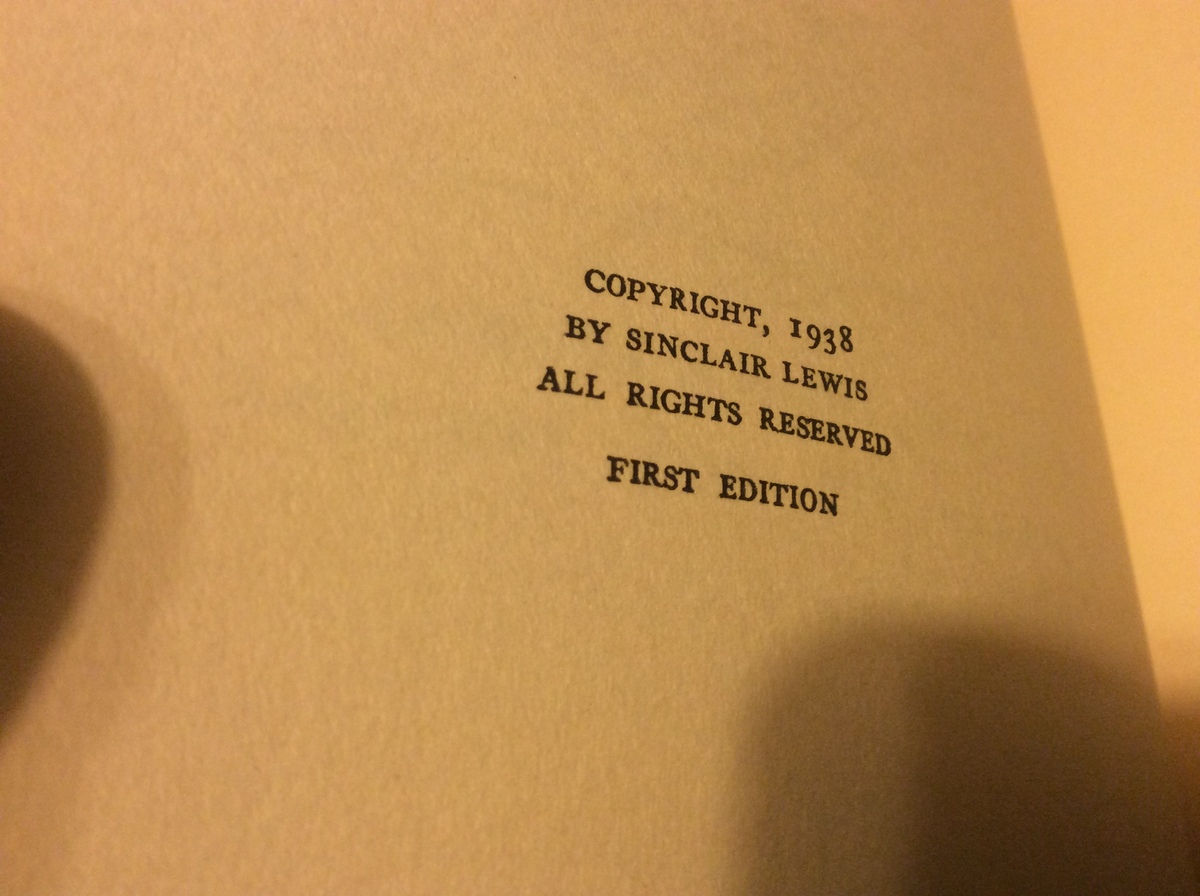 COPYRIGHT, 1938
BY SINCLAIR LEWIS
ALL RIGHTS RESERVED
FIRST EDITION